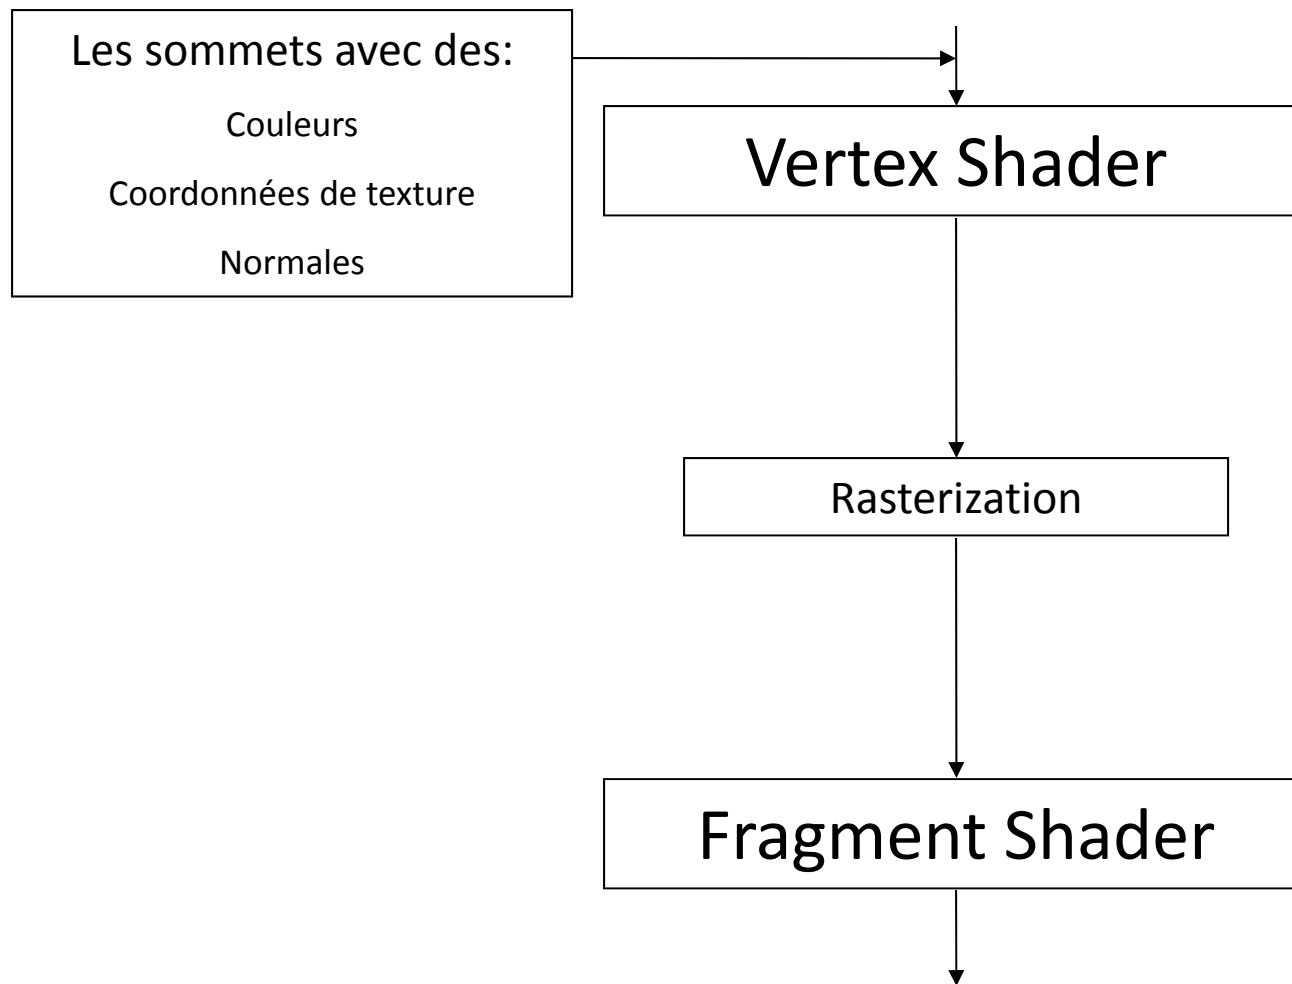 Les sommets avec des:
Couleurs
Coordonnées de texture
Normales
Vertex Shader
Rasterization
Fragment Shader